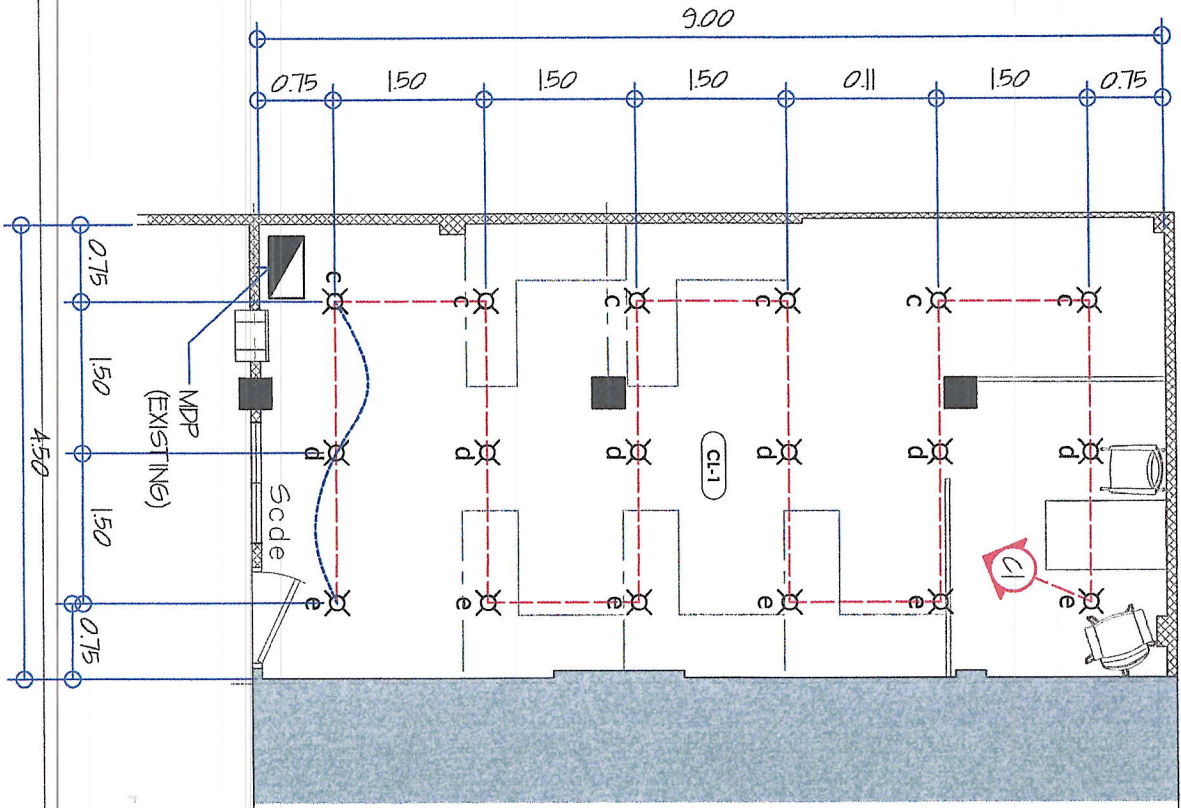 9.00
0.75 1.50 1.50 1.50 0.11 1.50 0.75
c c c c c c
d d d d d d
e e e e e e
CL-1
C1
0.75
1.50
1.50
0.75
4.50
MDP
(EXISTING)
Scde